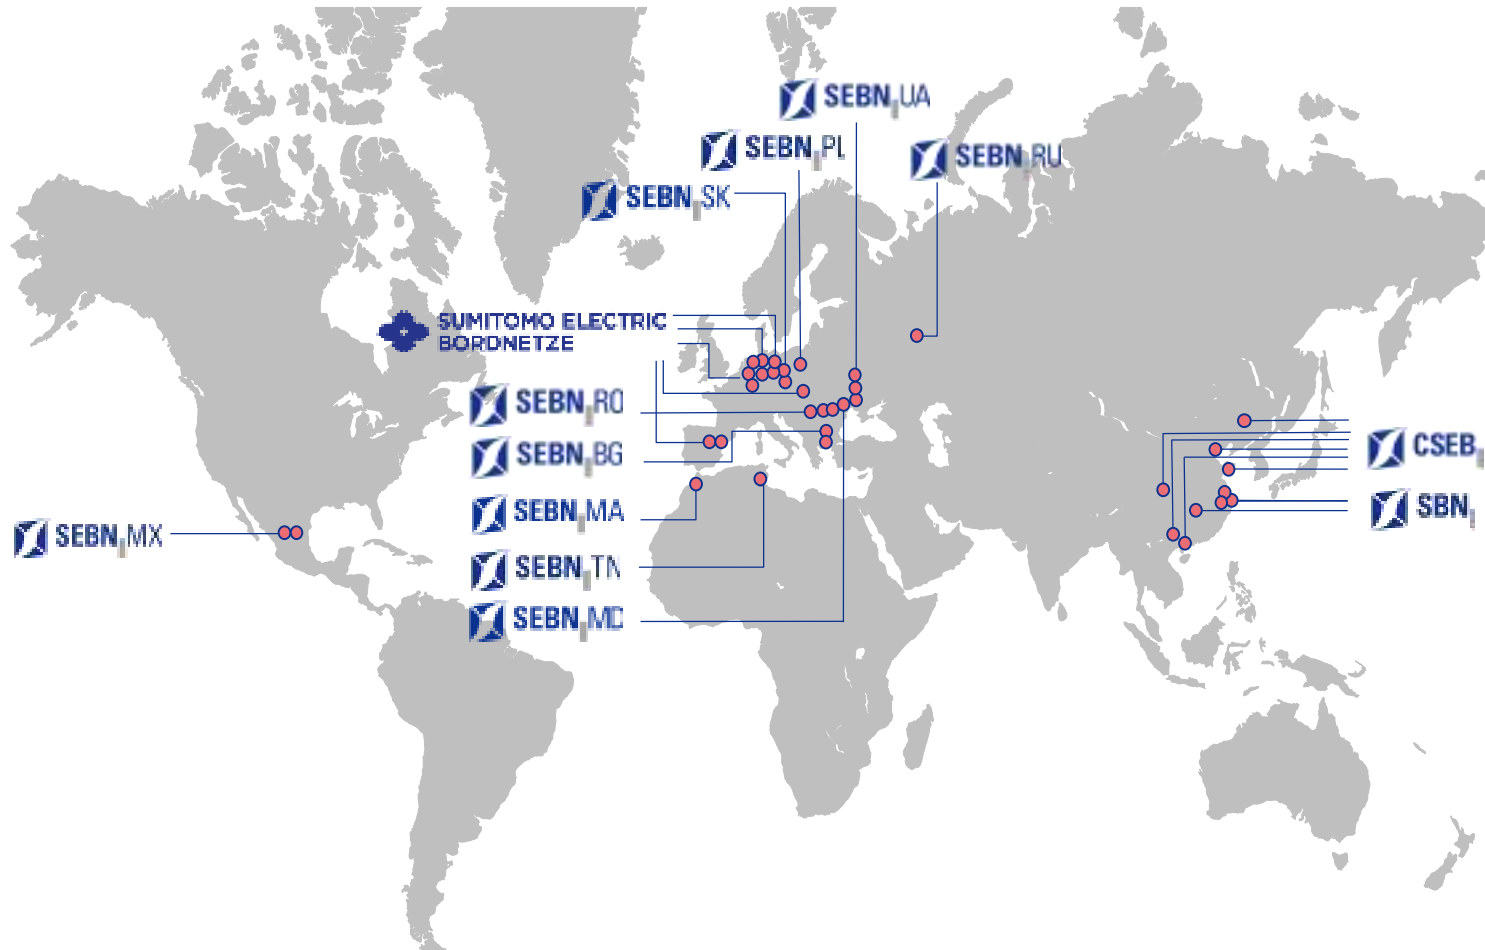 SEBN UA
SEBN PL
SEBN RU
SEBN SK
SUMITOMO ELECTRIC
BORDNETZE
SEBN RO
SEBN BG
CSEB
SEBN MA
SBN
SEBN MX
SEBN TN
SEBN MD